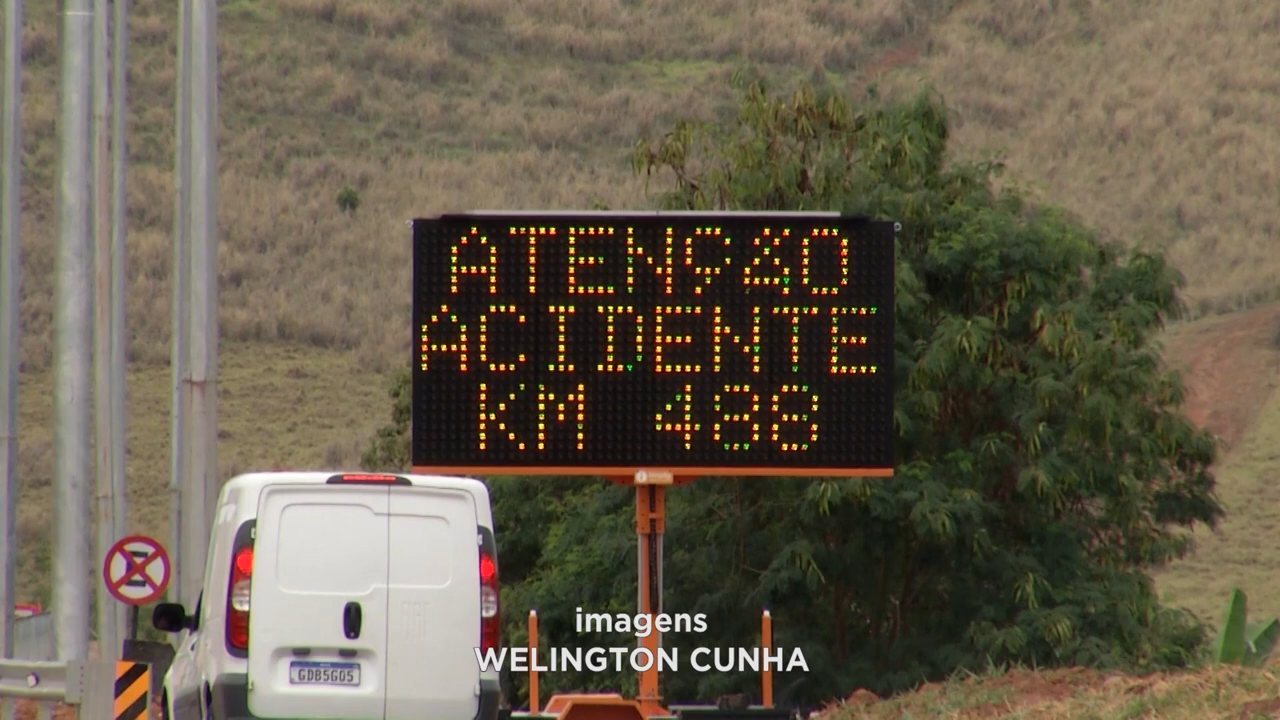 ATENÇÃO
ACIDENTE
KM 488
GDB5G05
imagens
WELINGTON CUNHA